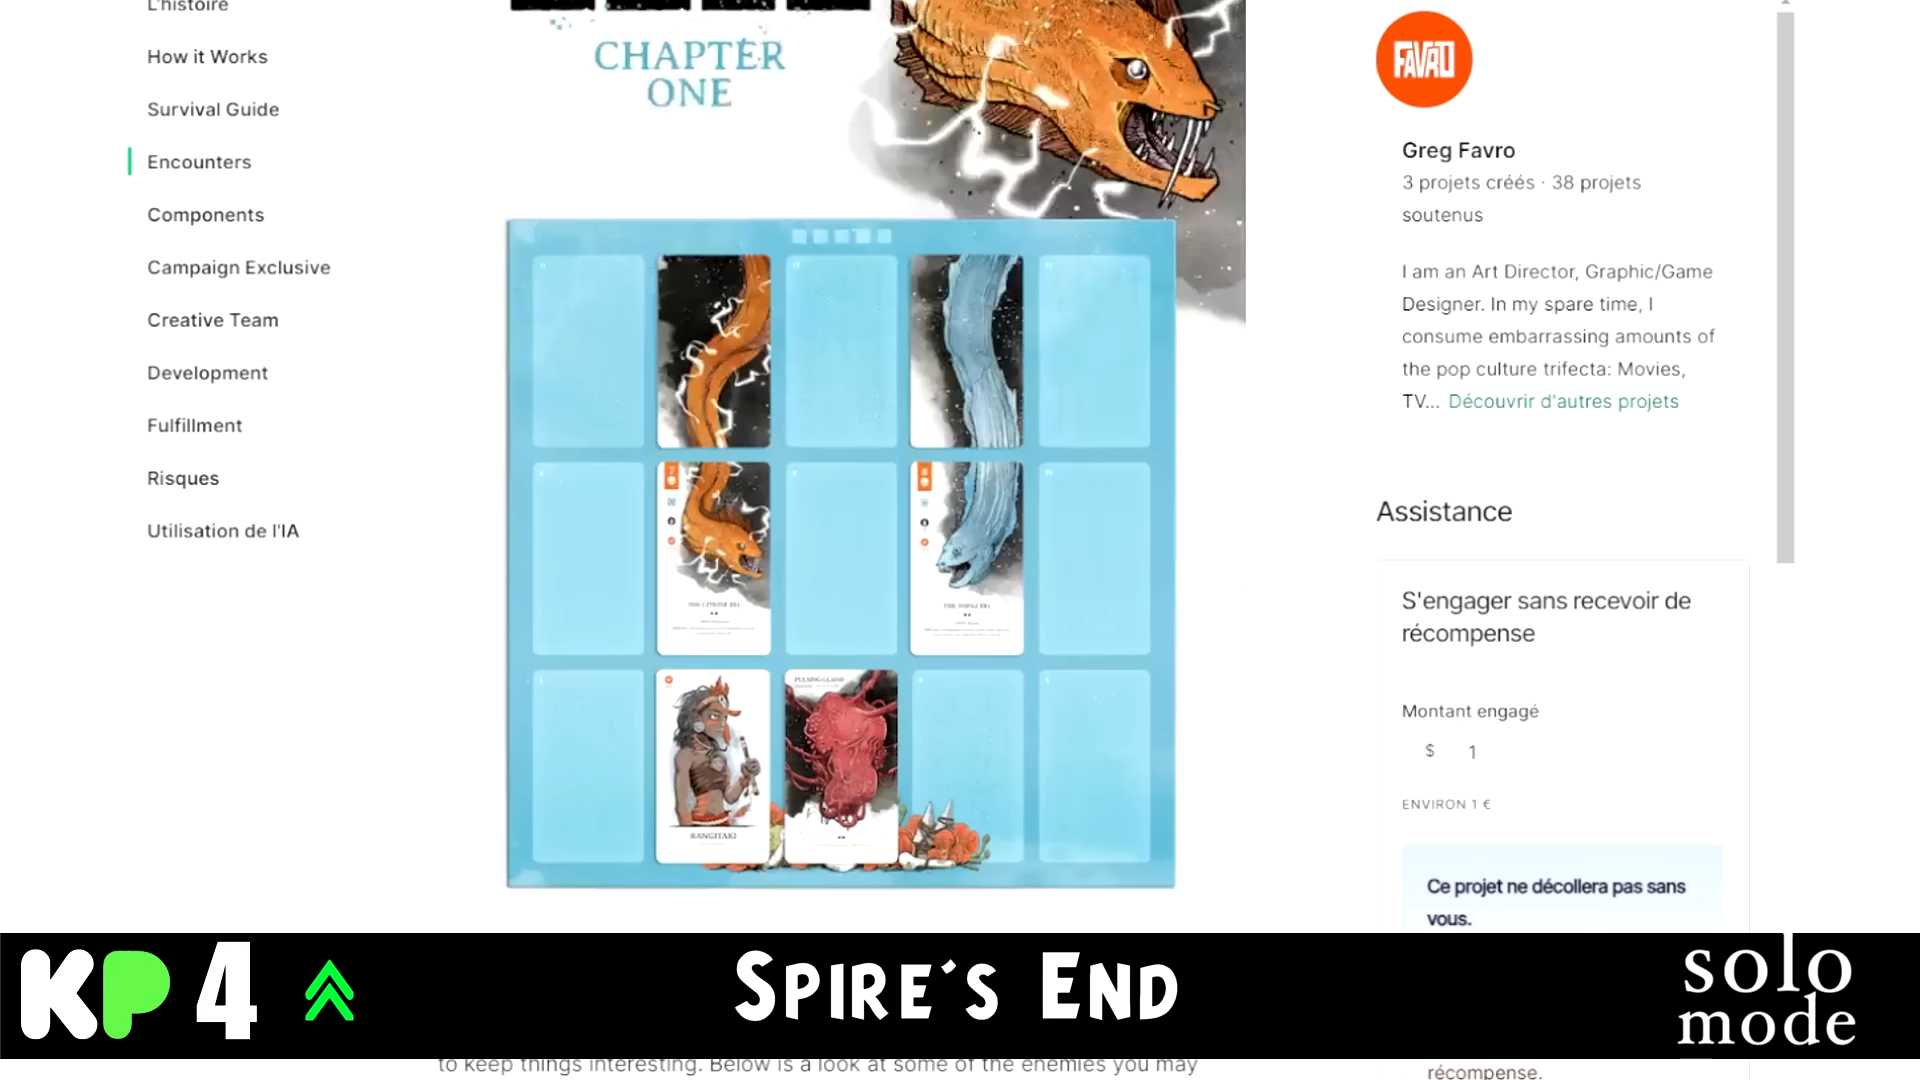 L'histoire
How it Works
Survival Guide
Encounters
Components
Campaign Exclusive
Creative Team
Development
Fulfillment
Risques
Utilisation de l'IA
CHAPTER
ONE
RANGITAKI
FAVRO
Greg Favro
3 projets créés · 38 projets
soutenus
I am an Art Director, Graphic/Game
Designer. In my spare time, I
consume embarrassing amounts of
the pop culture trifecta: Movies,
TV... Découvrir d'autres projets
Assistance
S'engager sans recevoir de
récompense
Montant engagé
$ 1
ENVIRON 1 €
Ce projet ne décollera pas sans
vous.
KP 4
SPIRE'S END
solo
mode
to keep things interesting. Below is a look at some of the enemies you may
récompense.